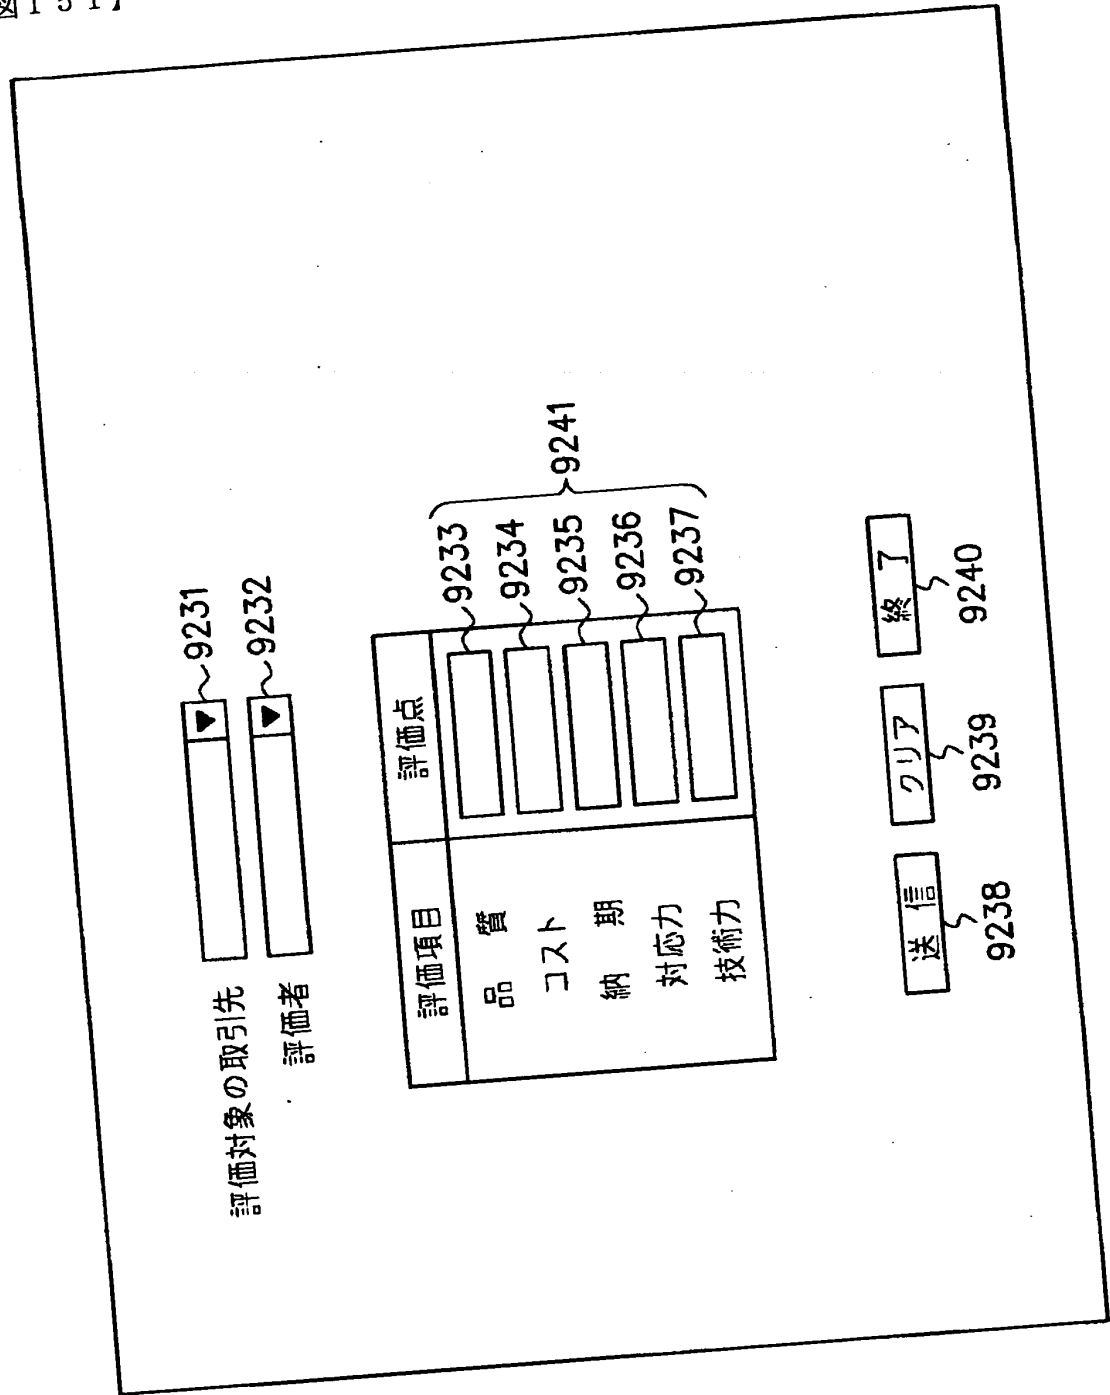 図151】
評価対象の取引先 ▼ 9231
評価者 ▼ 9232
評価項目 評価点
品質 9233
コスト 9234
納期 9235
対応力 9236
技術力 9237
9241
送信 クリア 終了
9238 9239 9240